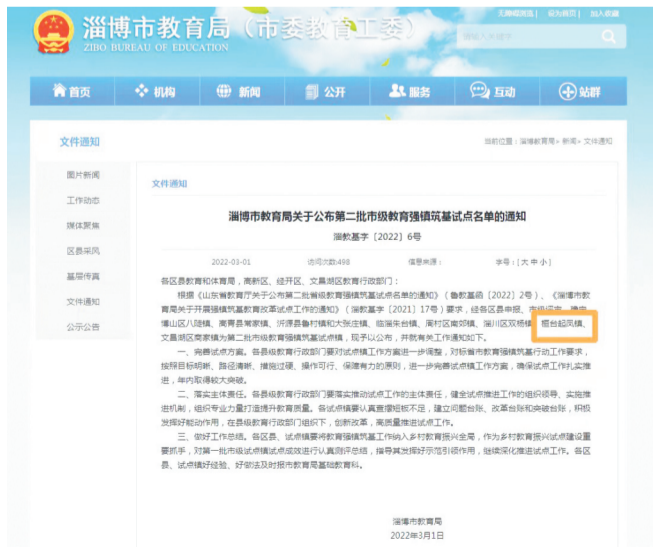 无障碍浏览 | 设为首页 | 加入收藏
淄博市教育局（市委教育工委）
ZIBO BUREAU OF EDUCATION
请输入关键字
首页 机构 新闻 公开 服务 互动 站群
文件通知
当前位置：淄博教育局> 新闻> 文件通知
图片新闻
工作动态
媒体聚焦
区县采风
基层传真
文件通知
公示公告
文件通知
淄博市教育局关于公布第二批市级教育强镇筑基试点名单的通知
淄教基字〔2022〕6号
2022-03-01 访问次数:498 信息来源： 字号：[ 大 中 小 ]
各区县教育和体育局，高新区、经开区、文昌湖区教育行政部门：
根据《山东省教育厅关于公布第二批省级教育强镇筑基试点名单的通知》（鲁教基函〔2022〕2号）、《淄博市教
育局关于开展强镇筑基教育改革试点工作的通知》（淄教基字〔2021〕17号）要求，经各区县申报、市级评审，确定
博山区八陡镇、高青县常家镇、沂源县鲁村镇和大张庄镇、临淄朱台镇、周村区南郊镇、淄川区双杨镇、桓台起凤镇、
文昌湖区商家镇为第二批市级教育强镇筑基试点镇，现予以公布，并就有关工作通知如下。
一、完善试点方案。各县级教育行政部门要对试点镇工作方案进一步调整，对标省市教育强镇筑基行动工作要求，
按照目标明晰、路径清晰、措施过硬、操作可行、保障有力的原则，进一步完善试点镇工作方案，确保试点工作扎实推
进，年内取得较大突破。
二、落实主体责任。各县级教育行政部门要落实推动试点工作的主体责任，健全试点推进工作的组织领导、实施推
进机制，组织专业力量打造提升教育质量。各试点镇要认真查摆短板不足，建立问题台账、改革台账和突破台账，积极
发挥好能动作用，在县级教育行政部门组织下，创新改革，高质量推进试点工作。
三、做好工作总结。各区县、试点镇要将教育强镇筑基工作纳入乡村教育振兴全局，作为乡村教育振兴试点建设重
要抓手，对第一批市级试点镇试点成效进行认真测评总结，指导其发挥好示范引领作用，继续深化推进试点工作。各区
县、试点镇好经验、好做法及时报市教育局基础教育科。
淄博市教育局
2022年3月1日